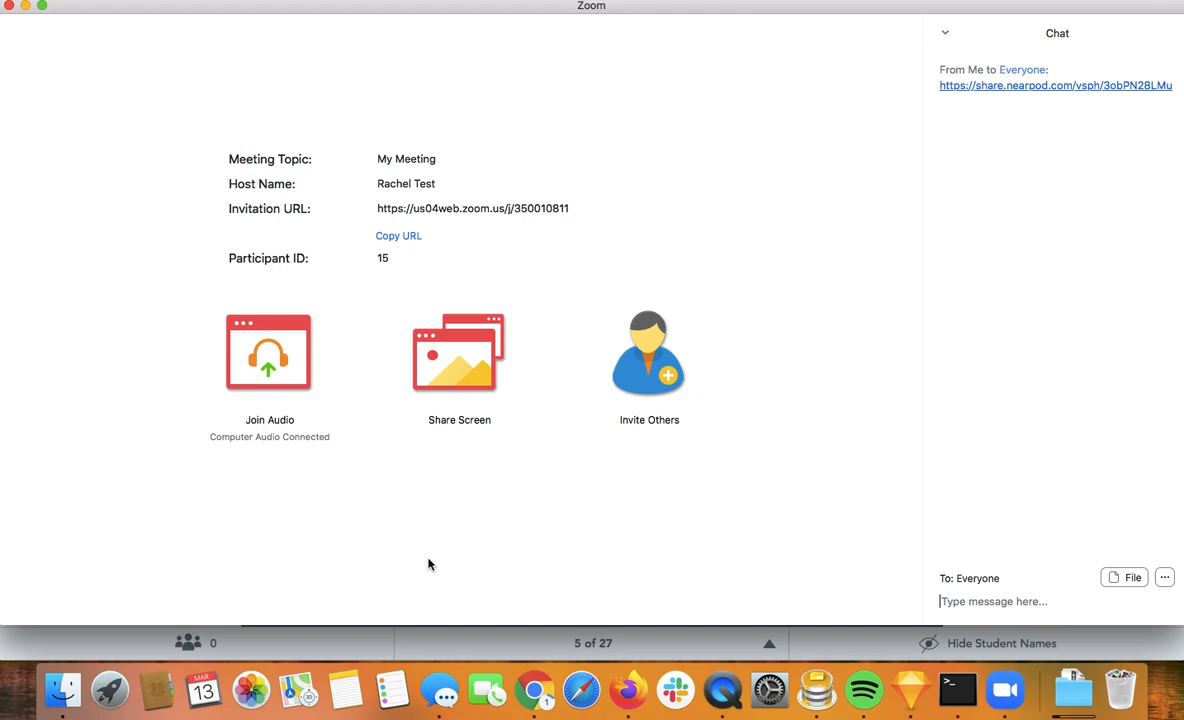 Zoom
Chat
From Me to Everyone:
https://share.nearpod.com/vsph/3obPN28LMu
Meeting Topic: My Meeting
Host Name: Rachel Test
Invitation URL: https://us04web.zoom.us/j/350010811
Copy URL
Participant ID: 15
Join Audio
Share Screen
Invite Others
Computer Audio Connected
To: Everyone
File
Type message here...
0
5 of 27
Hide Student Names
MAR
13
1